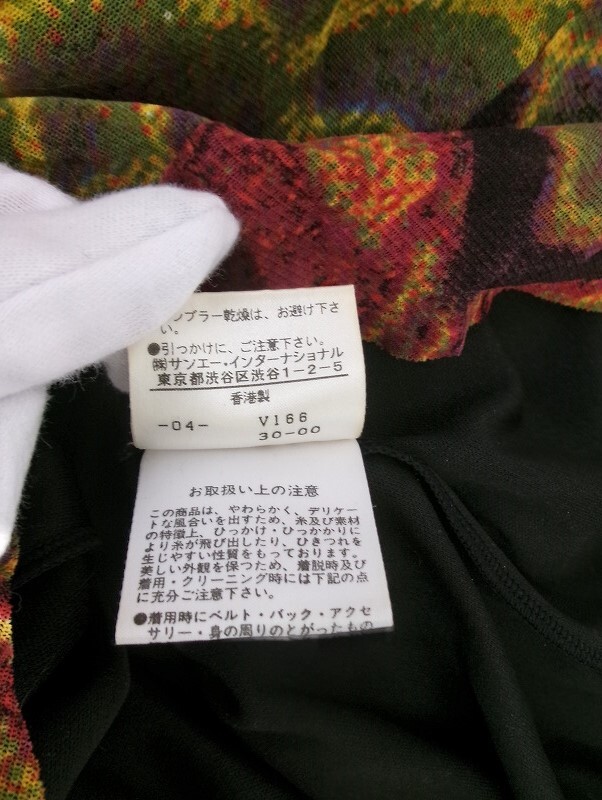 ンブラー乾燥は、お避け下さ
い。
●引っかけに、ご注意下さい。
㈱サンエー・インターナショナル
東京都渋谷区渋谷1-2-5
香港製
-04- V166
30-00
お取扱い上の注意
この商品は、やわらかく、デリケー
トな風合いを出すため、糸及び素材
の特徴上、ひっかけ・ひっかかりに
より糸が飛び出したり、ひきつれを
生じやすい性質をもっております。
美しい外観を保つため、着脱時及び
着用・クリーニング時には下記の点
に充分ご注意下さい。
●着用時にベルト・バック・アクセ
サリー・身の周りのとがったもの